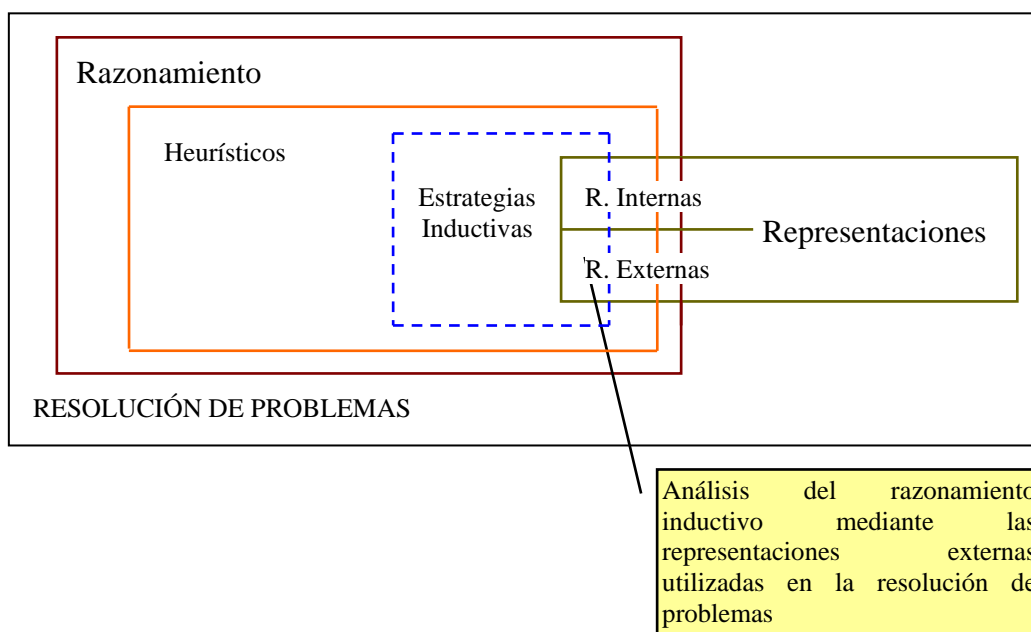 Razonamiento
Heurísticos
Estrategias
Inductivas
R. Internas
Representaciones
R. Externas
RESOLUCIÓN DE PROBLEMAS
Análisis del razonamiento
inductivo mediante las
representaciones externas
utilizadas en la resolución de
problemas